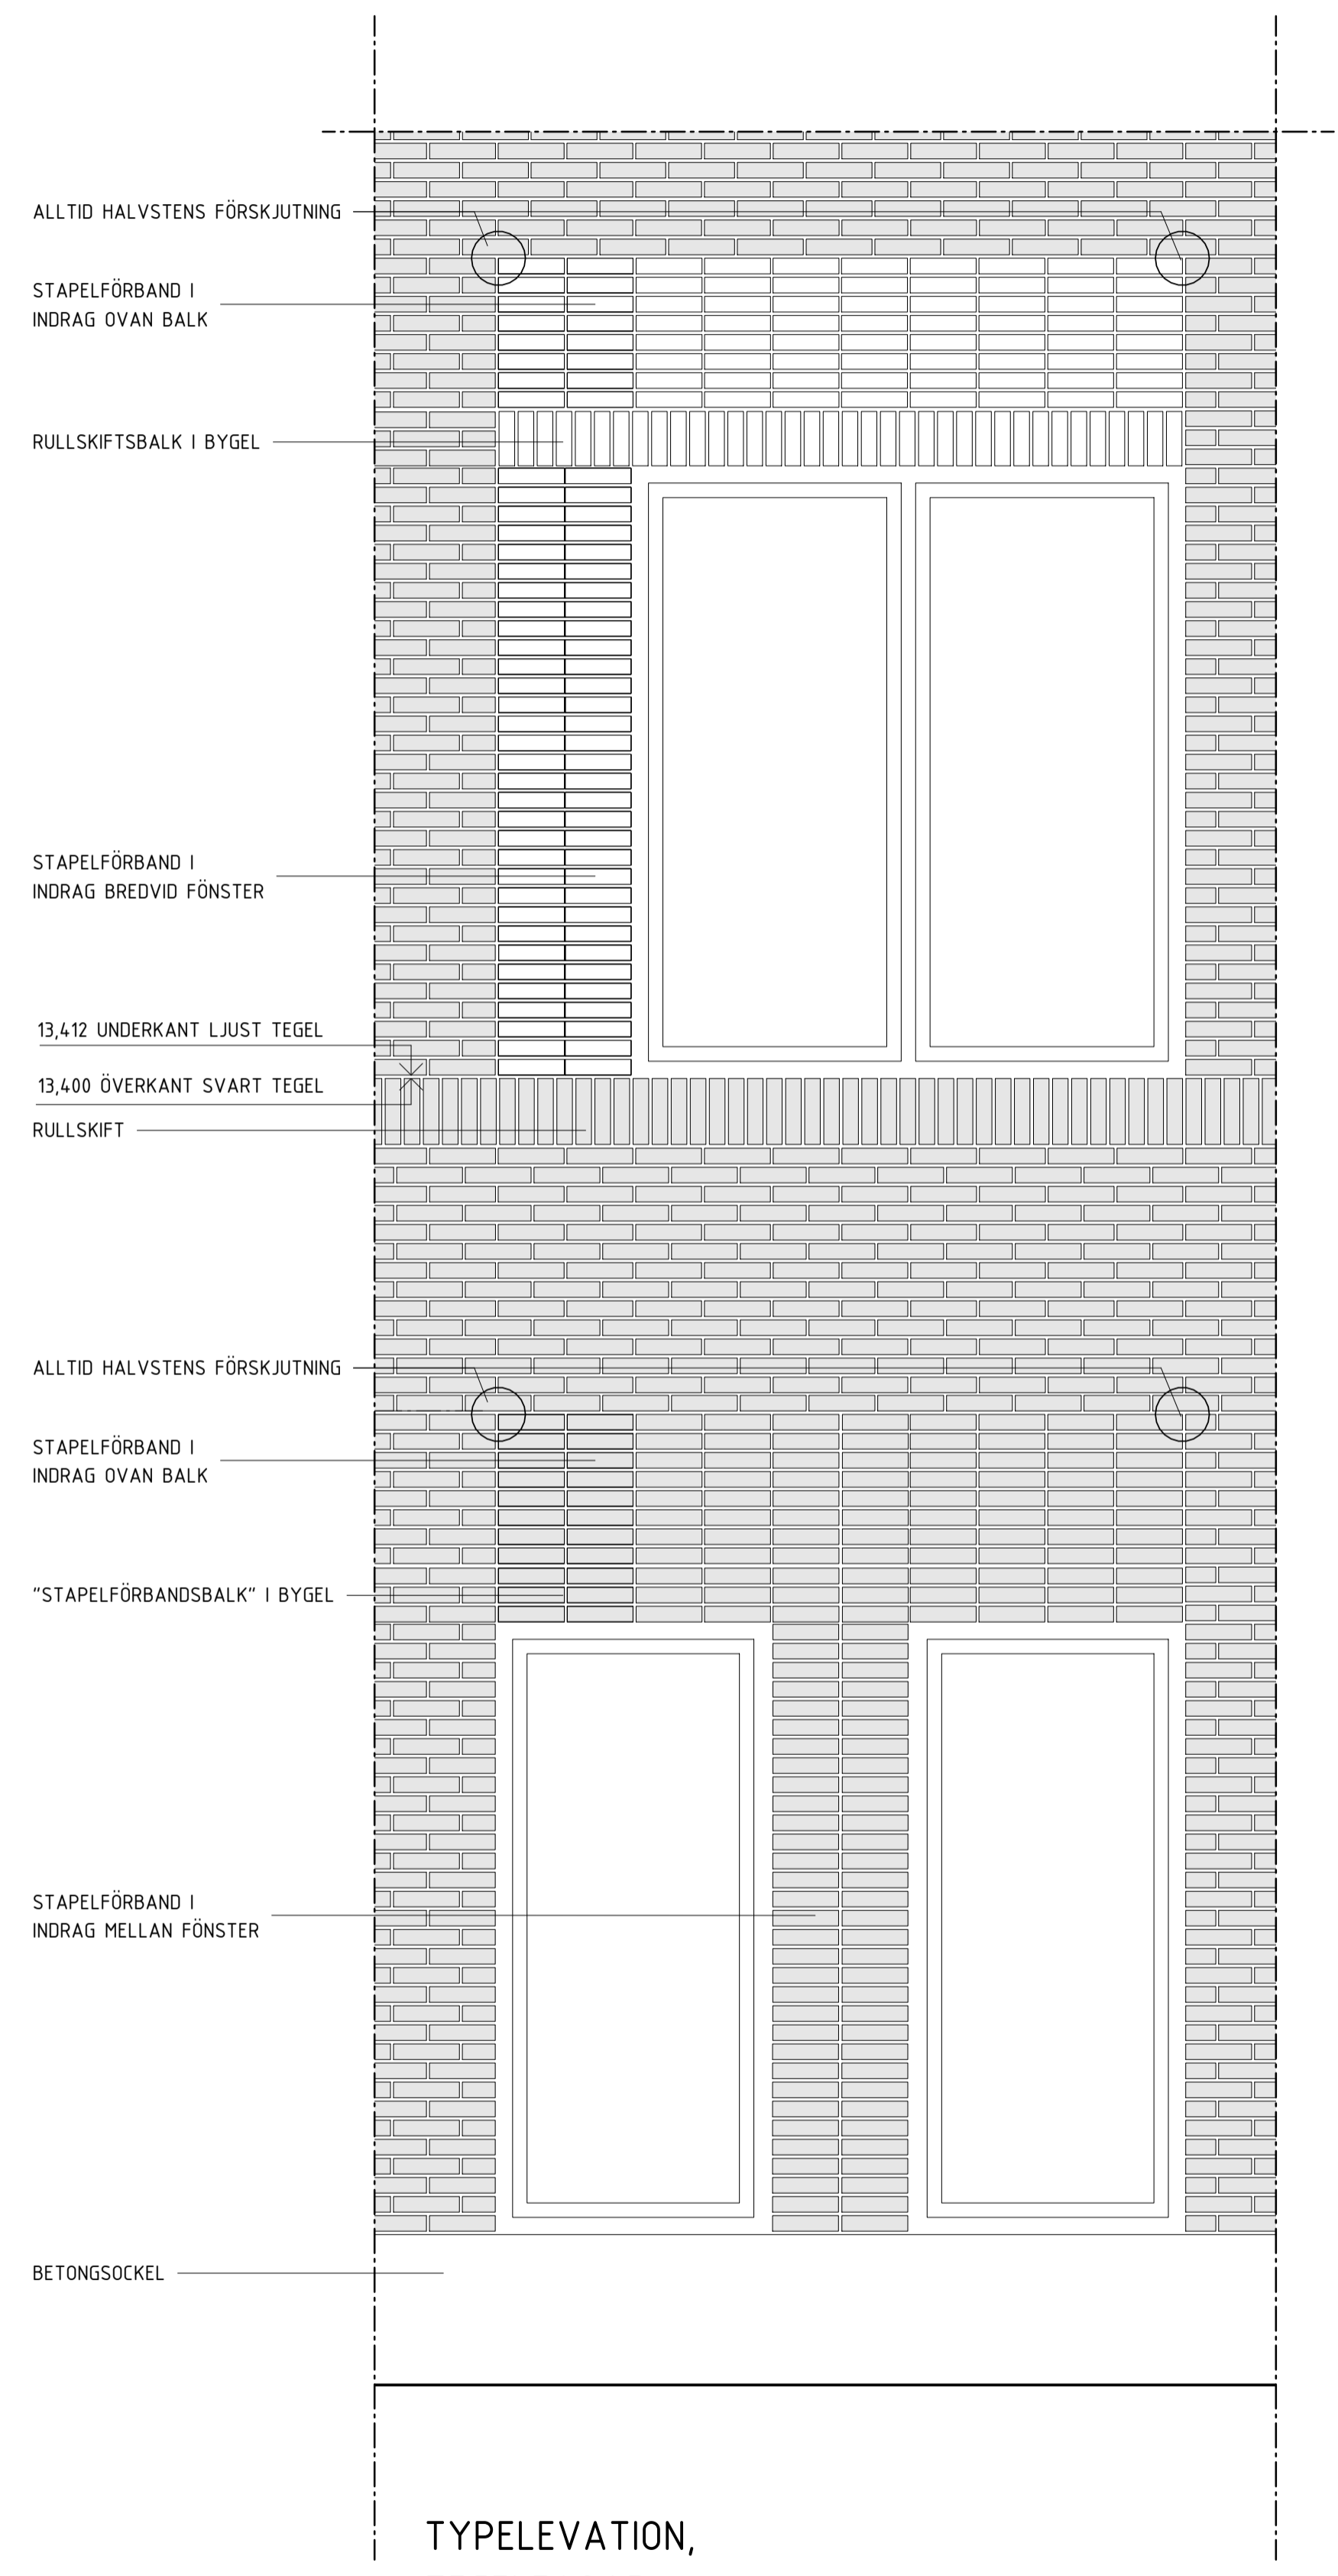 ALLTID HALVSTENS FÖRSKJUTNING
STAPELFÖRBAND I
INDRAG OVAN BALK
RULLSKIFTSBALK I BYGEL
STAPELFÖRBAND I
INDRAG BREDVID FÖNSTER
13,412 UNDERKANT LJUST TEGEL
13,400 ÖVERKANT SVART TEGEL
RULLSKIFT
ALLTID HALVSTENS FÖRSKJUTNING
STAPELFÖRBAND I
INDRAG OVAN BALK
"STAPELFÖRBANDSBALK" I BYGEL
STAPELFÖRBAND I
INDRAG MELLAN FÖNSTER
BETONGSOCKEL
TYPELEVATION,